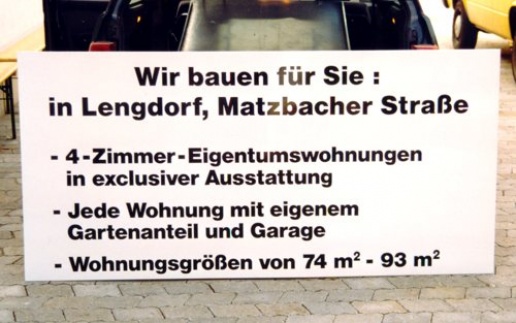 Wir bauen für Sie :
in Lengdorf, Matzbacher Straße
- 4-Zimmer-Eigentumswohnungen
in exclusiver Ausstattung
- Jede Wohnung mit eigenem
Gartenanteil und Garage
- Wohnungsgrößen von 74 m² - 93 m²